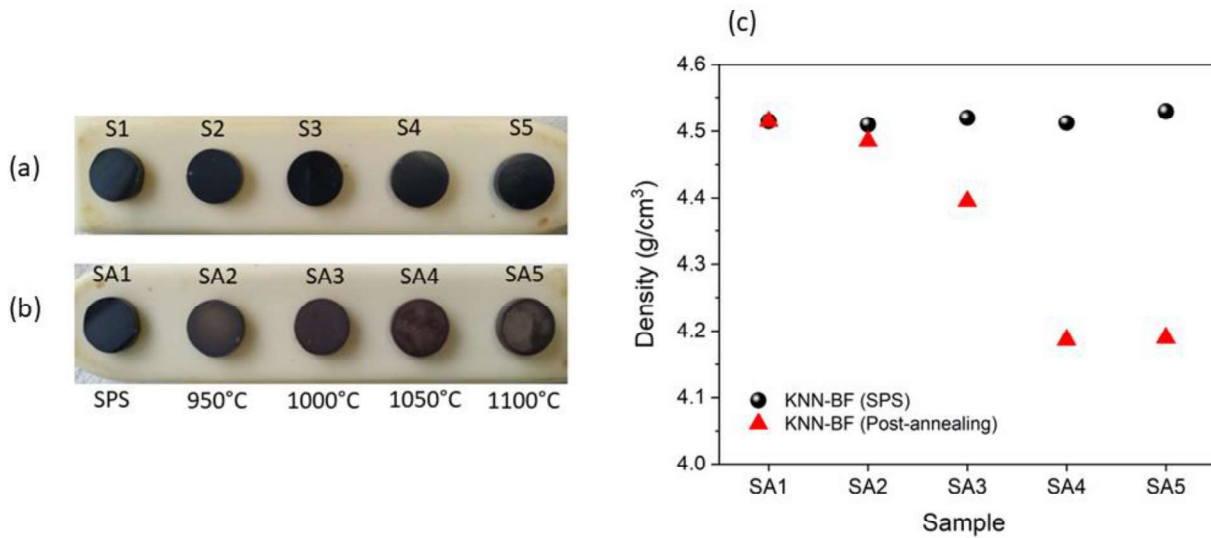 (a)
S1 S2 S3 S4 S5
(b)
SA1 SA2 SA3 SA4 SA5
SPS 950°C 1000°C 1050°C 1100°C
(c)
4.6
4.5
4.4
4.3
4.2
4.1
4.0
Density (g/cm³)
KNN-BF (SPS)
KNN-BF (Post-annealing)
SA1 SA2 SA3 SA4 SA5
Sample